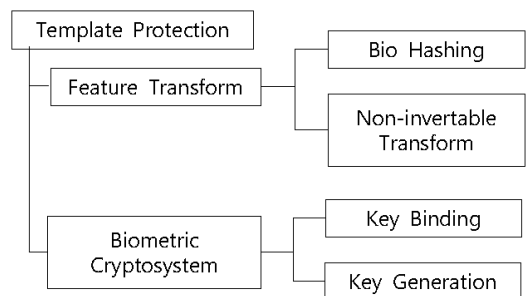 Template Protection
Feature Transform
Bio Hashing
Non-invertable
Transform
Biometric
Cryptosystem
Key Binding
Key Generation